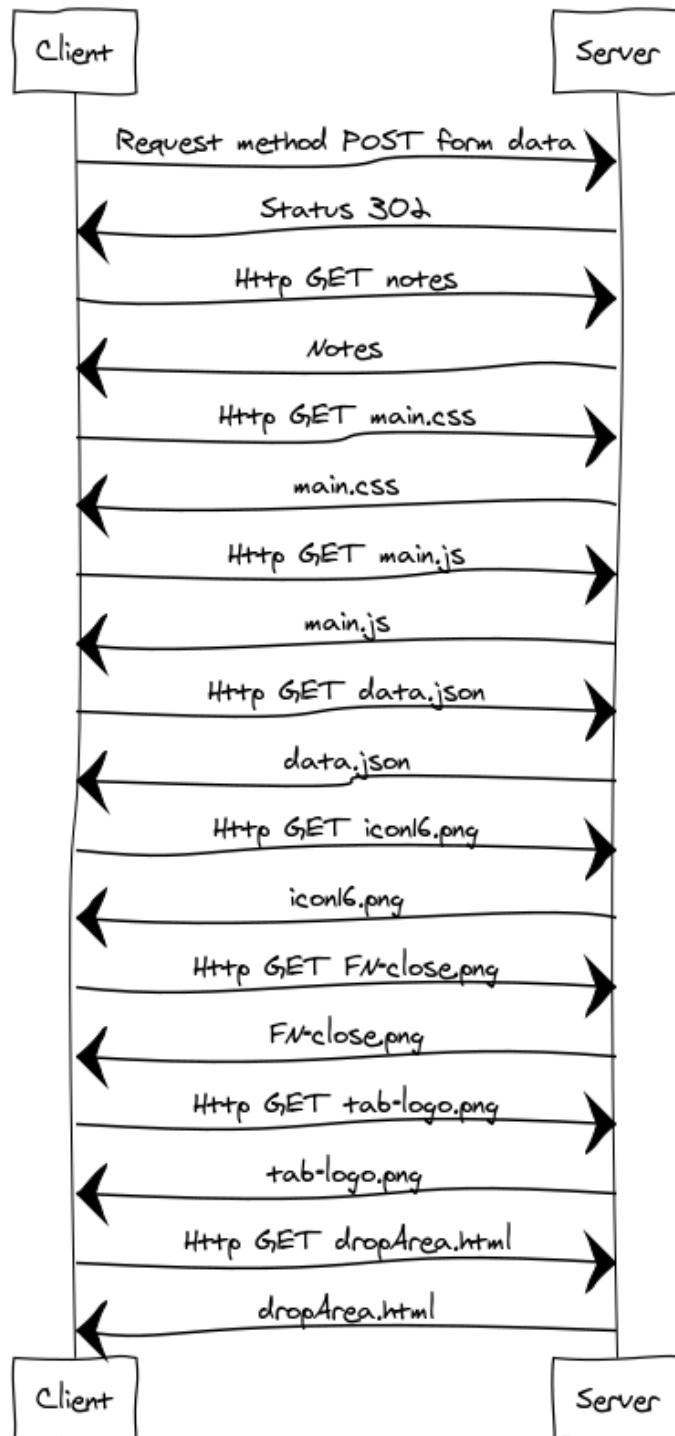 Client Server
Request method POST form data
Status 302
Http GET notes
Notes
Http GET main.css
main.css
Http GET main.js
main.js
Http GET data.json
data.json
Http GET icon16.png
icon16.png
Http GET FN-close.png
FN-close.png
Http GET tab-logo.png
tab-logo.png
Http GET dropArea.html
dropArea.html
Client Server